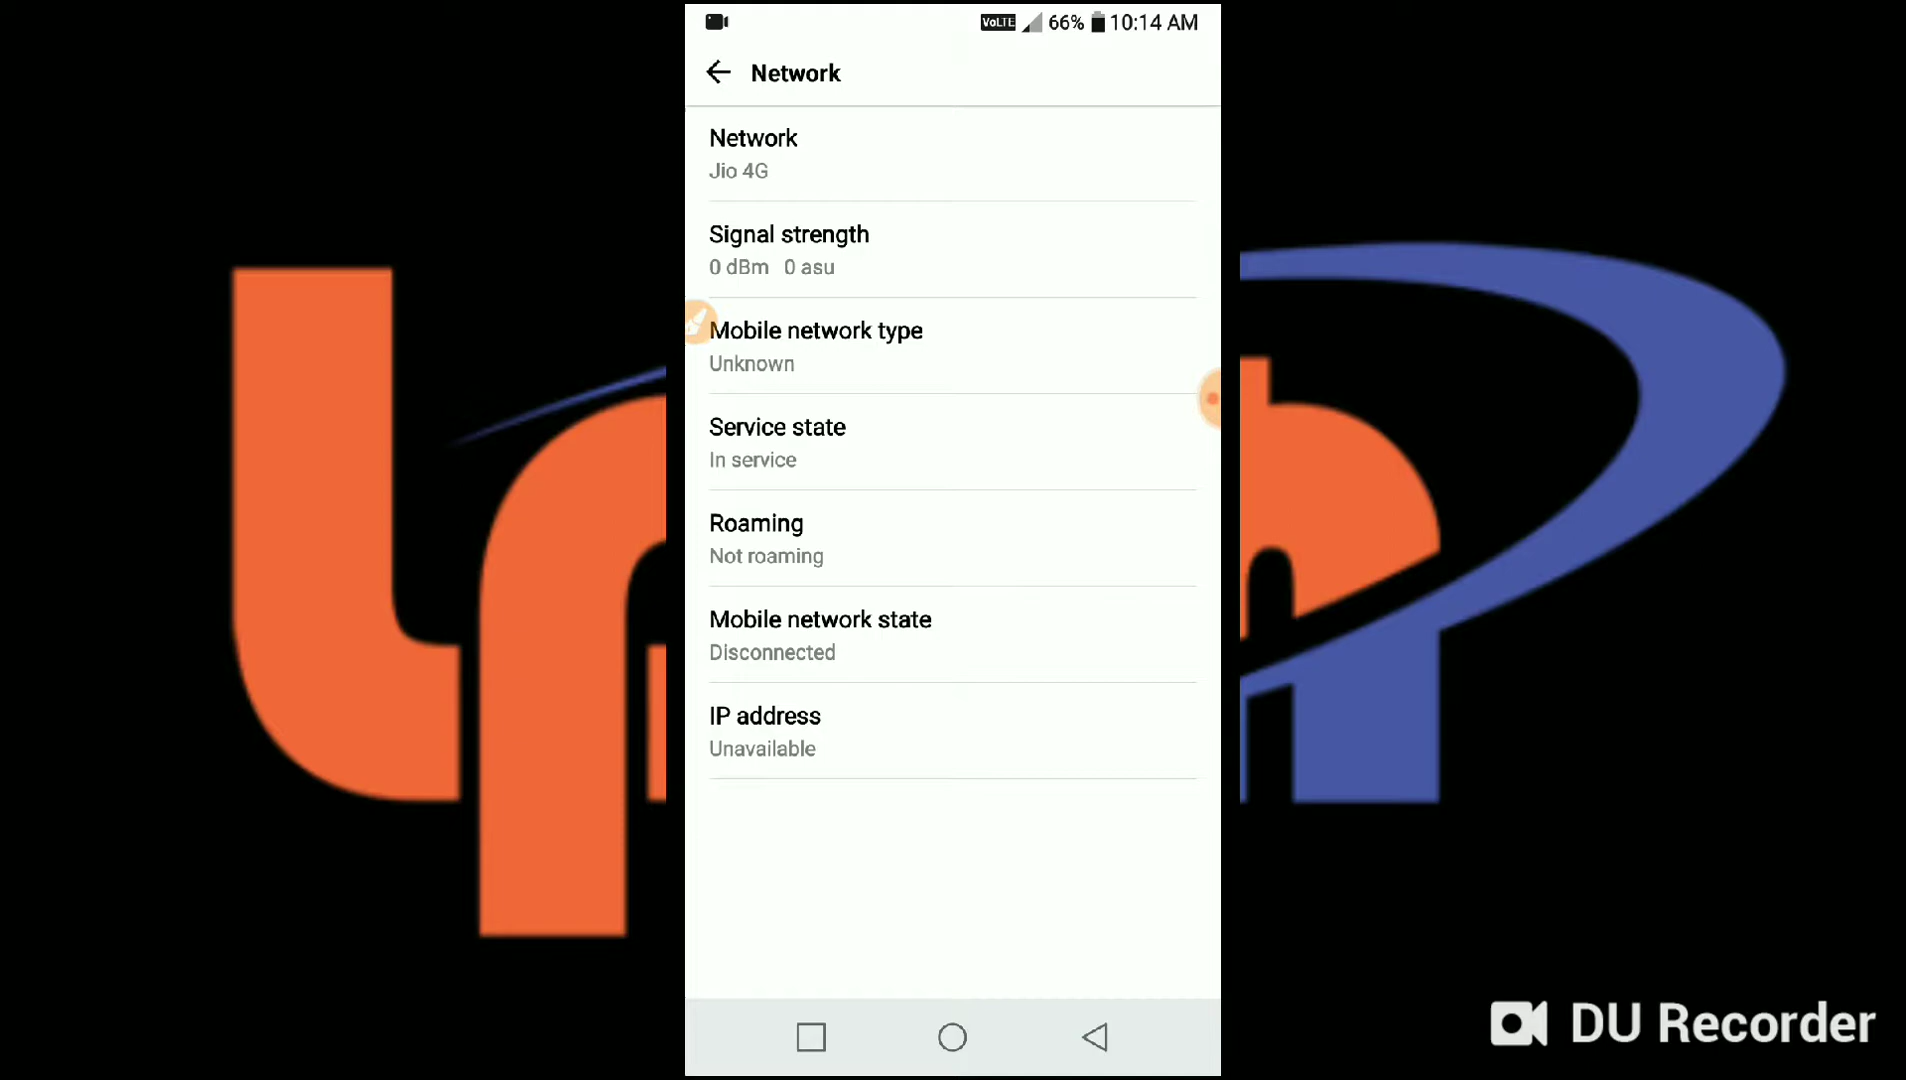 VoLTE 66% 10:14 AM
Network
Network
Jio 4G
Signal strength
0 dBm 0 asu
Mobile network type
Unknown
Service state
In service
Roaming
Not roaming
Mobile network state
Disconnected
IP address
Unavailable
DU Recorder